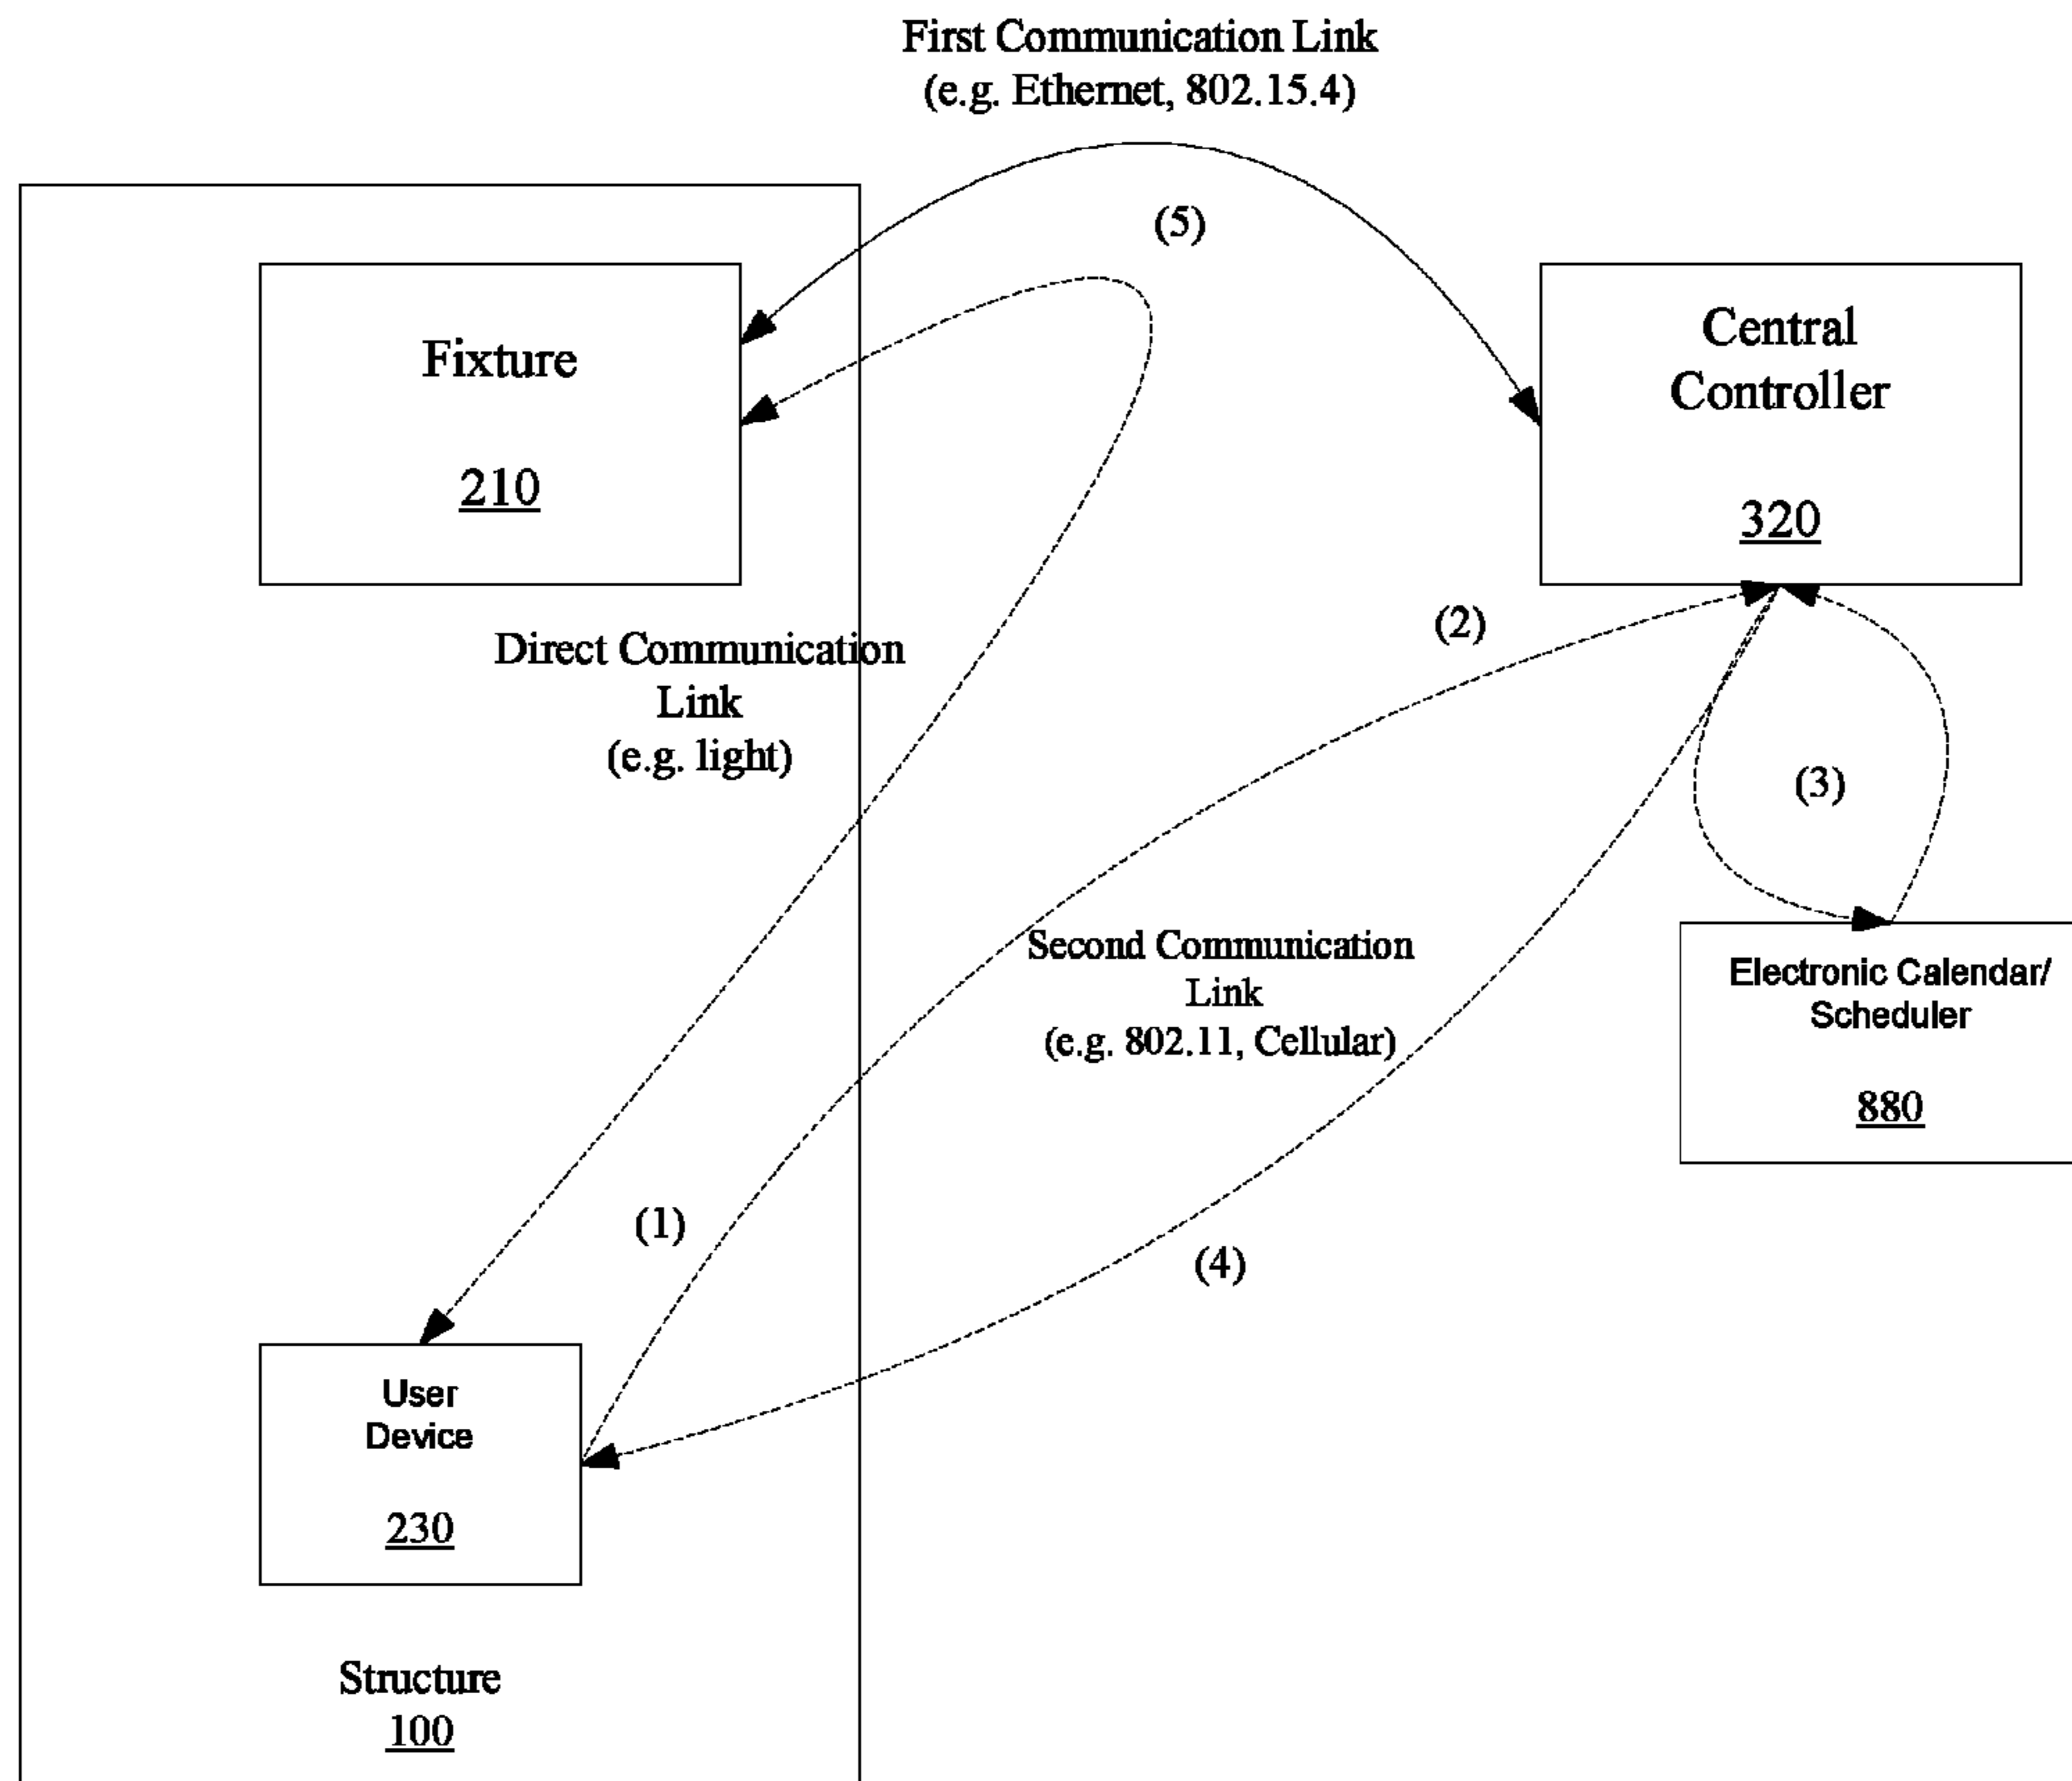 First Communication Link
(e.g. Ethernet, 802.15.4)
(5)
Fixture
210
Central
Controller
320
Direct Communication
Link
(e.g. light)
(2)
(3)
Second Communication
Link
(e.g. 802.11, Cellular)
Electronic Calendar/
Scheduler
880
(1)
(4)
User
Device
230
Structure
100